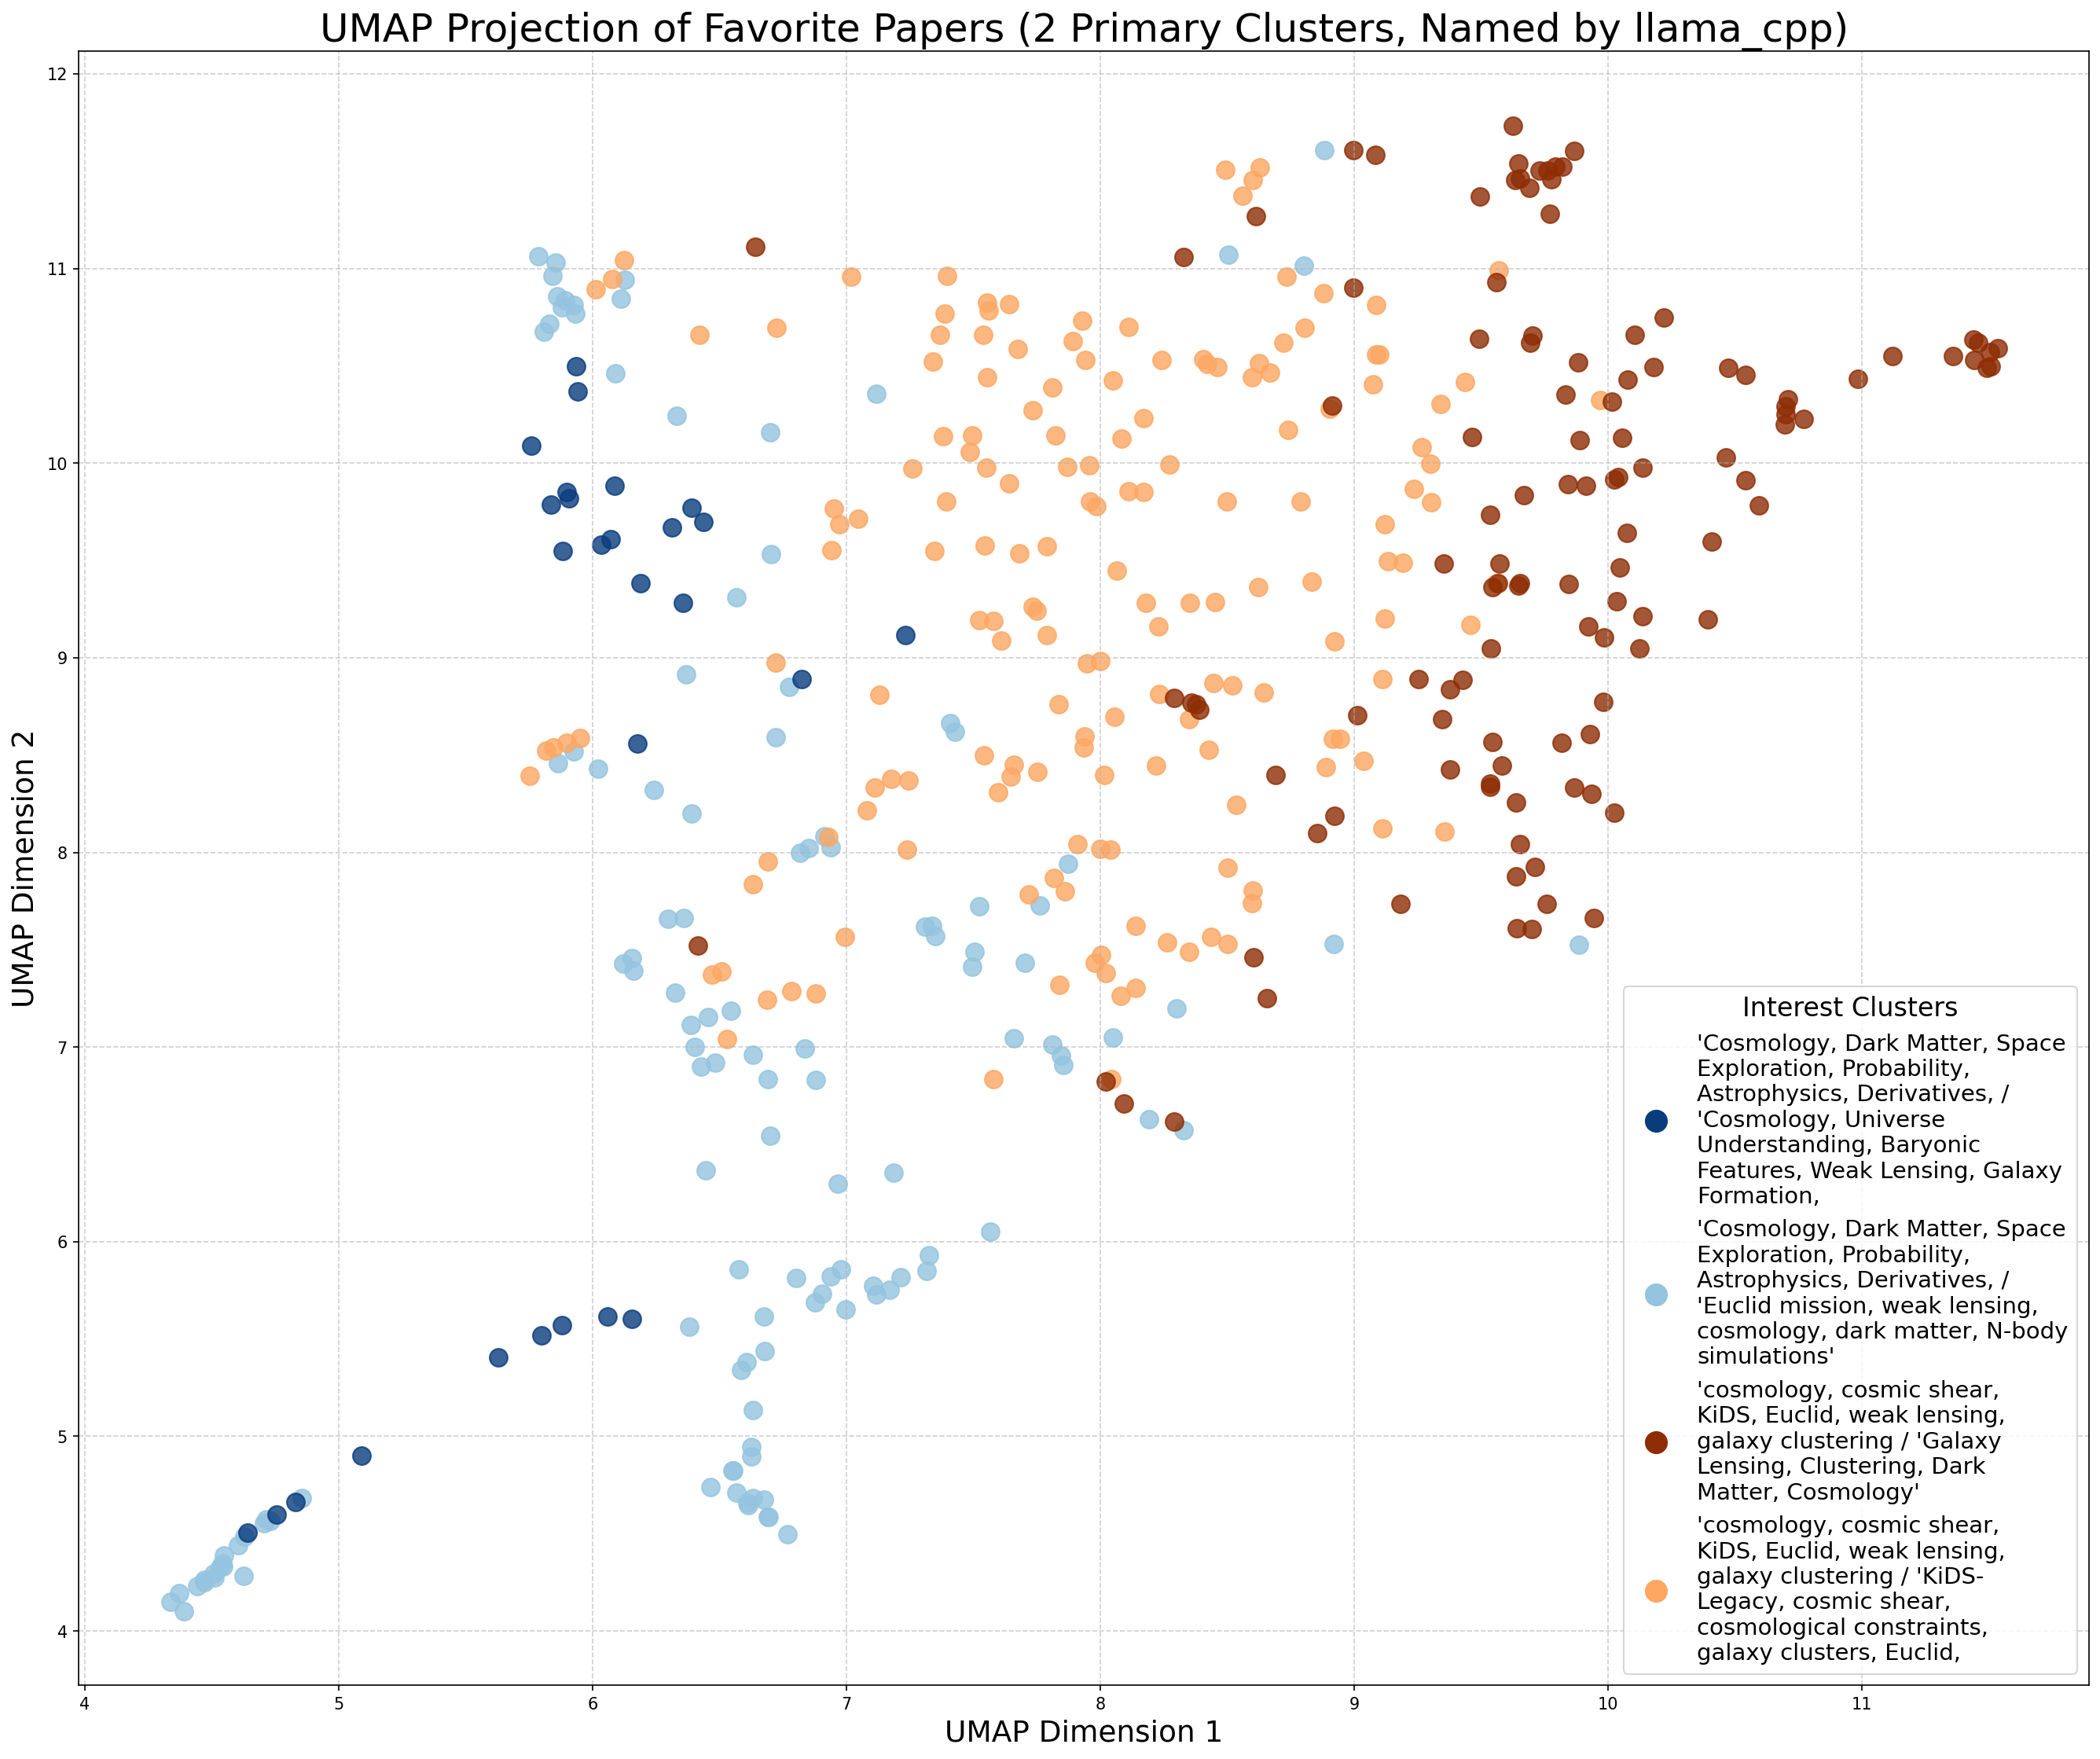 UMAP Projection of Favorite Papers (2 Primary Clusters, Named by llama_cpp)
12
11
10
9
8
7
6
5
4
UMAP Dimension 2
Interest Clusters
'Cosmology, Dark Matter, Space
Exploration, Probability,
Astrophysics, Derivatives, /
'Cosmology, Universe
Understanding, Baryonic
Features, Weak Lensing, Galaxy
Formation,
'Cosmology, Dark Matter, Space
Exploration, Probability,
Astrophysics, Derivatives, /
'Euclid mission, weak lensing,
cosmology, dark matter, N-body
simulations'
'cosmology, cosmic shear,
KiDS, Euclid, weak lensing,
galaxy clustering / 'Galaxy
Lensing, Clustering, Dark
Matter, Cosmology'
'cosmology, cosmic shear,
KiDS, Euclid, weak lensing,
galaxy clustering / 'KiDS-
Legacy, cosmic shear,
cosmological constraints,
galaxy clusters, Euclid,
4 5 6 7 8 9 10 11
UMAP Dimension 1